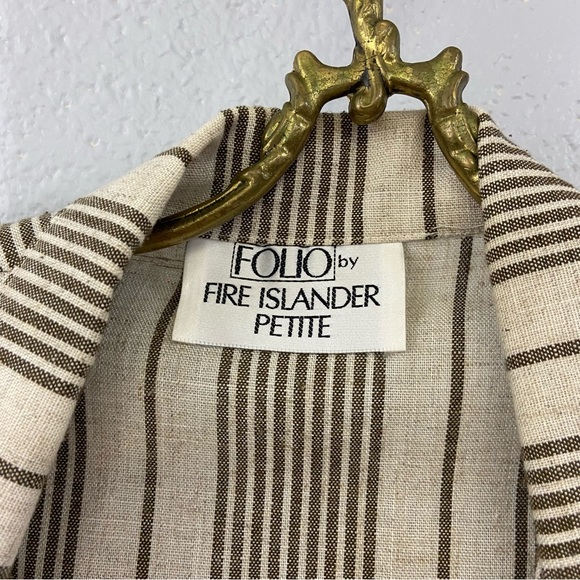 FOLIO by
FIRE ISLANDER
PETITE